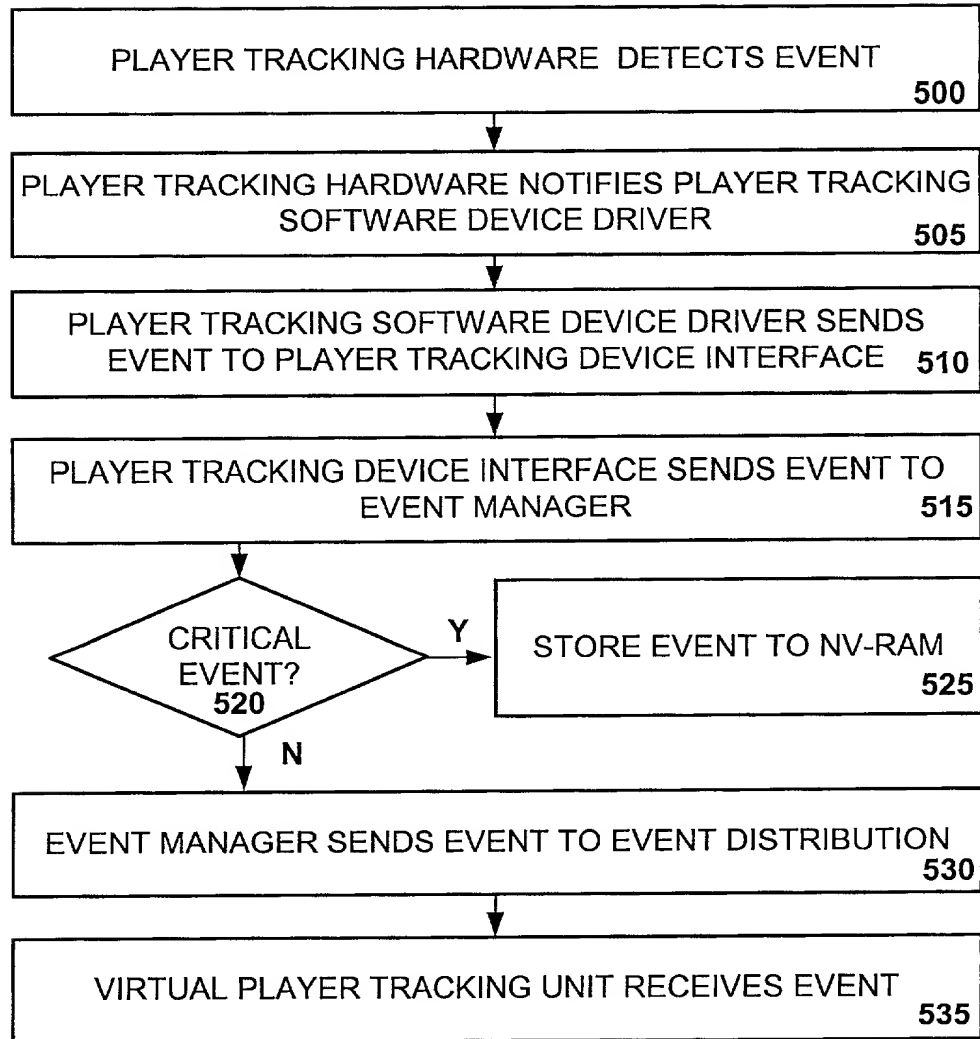 PLAYER TRACKING HARDWARE DETECTS EVENT
500
PLAYER TRACKING HARDWARE NOTIFIES PLAYER TRACKING
SOFTWARE DEVICE DRIVER
505
PLAYER TRACKING SOFTWARE DEVICE DRIVER SENDS
EVENT TO PLAYER TRACKING DEVICE INTERFACE
510
PLAYER TRACKING DEVICE INTERFACE SENDS EVENT TO
EVENT MANAGER
515
CRITICAL
EVENT?
520
Y
STORE EVENT TO NV-RAM
525
N
EVENT MANAGER SENDS EVENT TO EVENT DISTRIBUTION
530
VIRTUAL PLAYER TRACKING UNIT RECEIVES EVENT
535